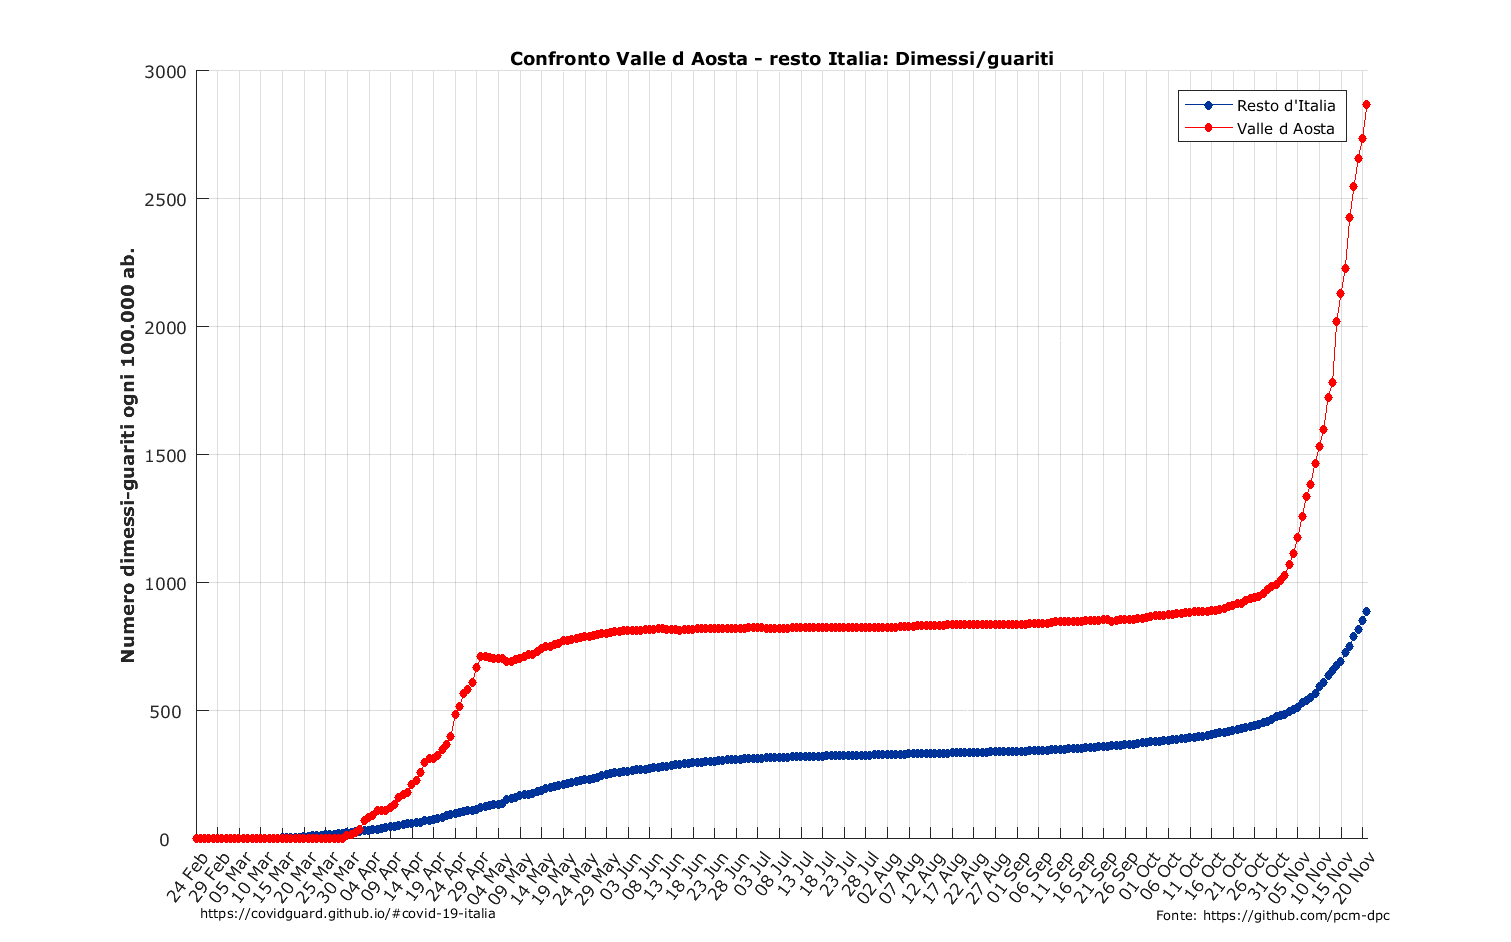 Confronto Valle d Aosta - resto Italia: Dimessi/guariti
Resto d'Italia
Valle d Aosta
Numero dimessi-guariti ogni 100.000 ab.
3000
2500
2000
1500
1000
500
0
24 Feb
29 Feb
05 Mar
10 Mar
15 Mar
20 Mar
25 Mar
30 Mar
04 Apr
09 Apr
14 Apr
19 Apr
24 Apr
29 Apr
04 May
09 May
14 May
19 May
24 May
29 May
03 Jun
08 Jun
13 Jun
18 Jun
23 Jun
28 Jun
03 Jul
08 Jul
13 Jul
18 Jul
23 Jul
28 Jul
02 Aug
07 Aug
12 Aug
17 Aug
22 Aug
27 Aug
01 Sep
06 Sep
11 Sep
16 Sep
21 Sep
26 Sep
01 Oct
06 Oct
11 Oct
16 Oct
21 Oct
26 Oct
31 Oct
05 Nov
10 Nov
15 Nov
20 Nov
https://covidguard.github.io/#covid-19-italia
Fonte: https://github.com/pcm-dpc